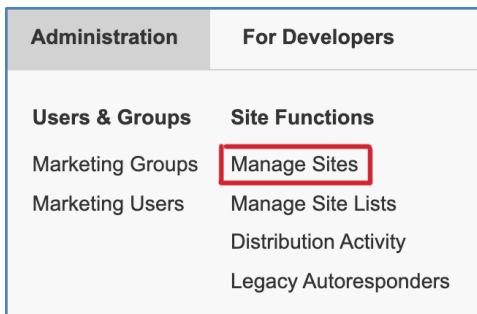 Administration
For Developers
Users & Groups
Marketing Groups
Marketing Users
Site Functions
Manage Sites
Manage Site Lists
Distribution Activity
Legacy Autoresponders